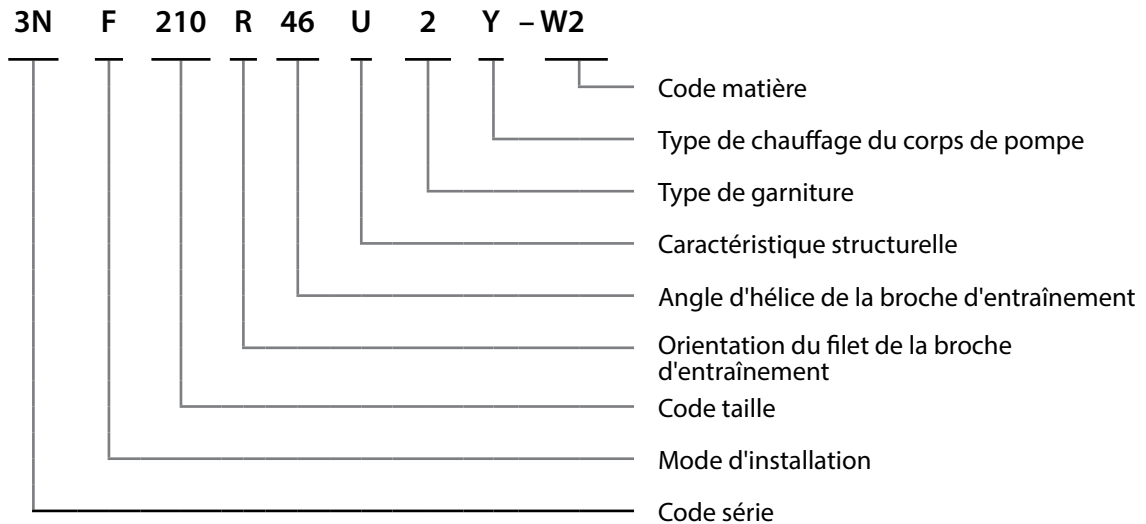 3N F 210 R 46 U 2 Y – W2
Code matière
Type de chauffage du corps de pompe
Type de garniture
Caractéristique structurelle
Angle d'hélice de la broche d'entraînement
Orientation du filet de la broche
d'entraînement
Code taille
Mode d'installation
Code série